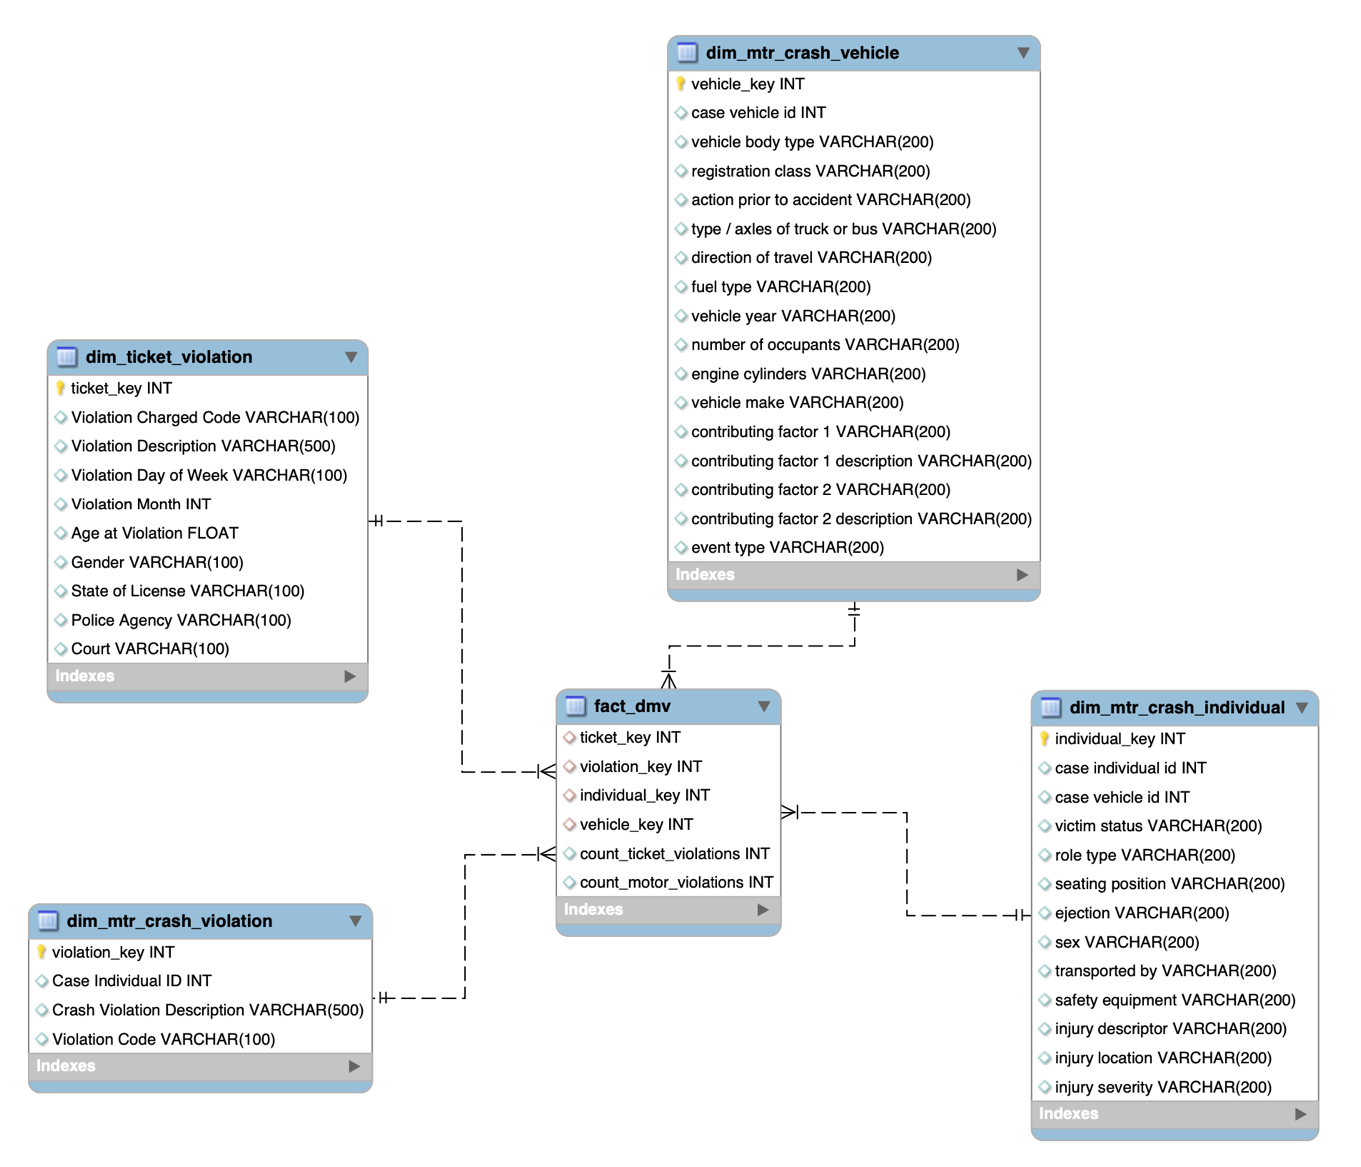 dim_mtr_crash_vehicle
vehicle_key INT
case vehicle id INT
vehicle body type VARCHAR(200)
registration class VARCHAR(200)
action prior to accident VARCHAR(200)
type / axles of truck or bus VARCHAR(200)
direction of travel VARCHAR(200)
fuel type VARCHAR(200)
vehicle year VARCHAR(200)
number of occupants VARCHAR(200)
engine cylinders VARCHAR(200)
vehicle make VARCHAR(200)
contributing factor 1 VARCHAR(200)
contributing factor 1 description VARCHAR(200)
contributing factor 2 VARCHAR(200)
contributing factor 2 description VARCHAR(200)
event type VARCHAR(200)
Indexes
dim_ticket_violation
ticket_key INT
Violation Charged Code VARCHAR(100)
Violation Description VARCHAR(500)
Violation Day of Week VARCHAR(100)
Violation Month INT
Age at Violation FLOAT
Gender VARCHAR(100)
State of License VARCHAR(100)
Police Agency VARCHAR(100)
Court VARCHAR(100)
Indexes
fact_dmv
ticket_key INT
violation_key INT
individual_key INT
vehicle_key INT
count_ticket_violations INT
count_motor_violations INT
Indexes
dim_mtr_crash_individual
individual_key INT
case individual id INT
case vehicle id INT
victim status VARCHAR(200)
role type VARCHAR(200)
seating position VARCHAR(200)
ejection VARCHAR(200)
sex VARCHAR(200)
transported by VARCHAR(200)
safety equipment VARCHAR(200)
injury descriptor VARCHAR(200)
injury location VARCHAR(200)
injury severity VARCHAR(200)
Indexes
dim_mtr_crash_violation
violation_key INT
Case Individual ID INT
Crash Violation Description VARCHAR(500)
Violation Code VARCHAR(100)
Indexes